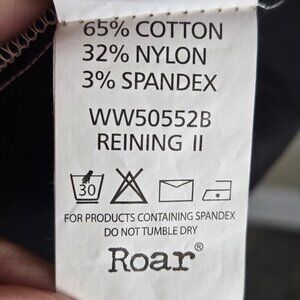 65% COTTON
32% NYLON
3% SPANDEX
WW50552B
REINING II
30
FOR PRODUCTS CONTAINING SPANDEX
DO NOT TUMBLE DRY
Roar®